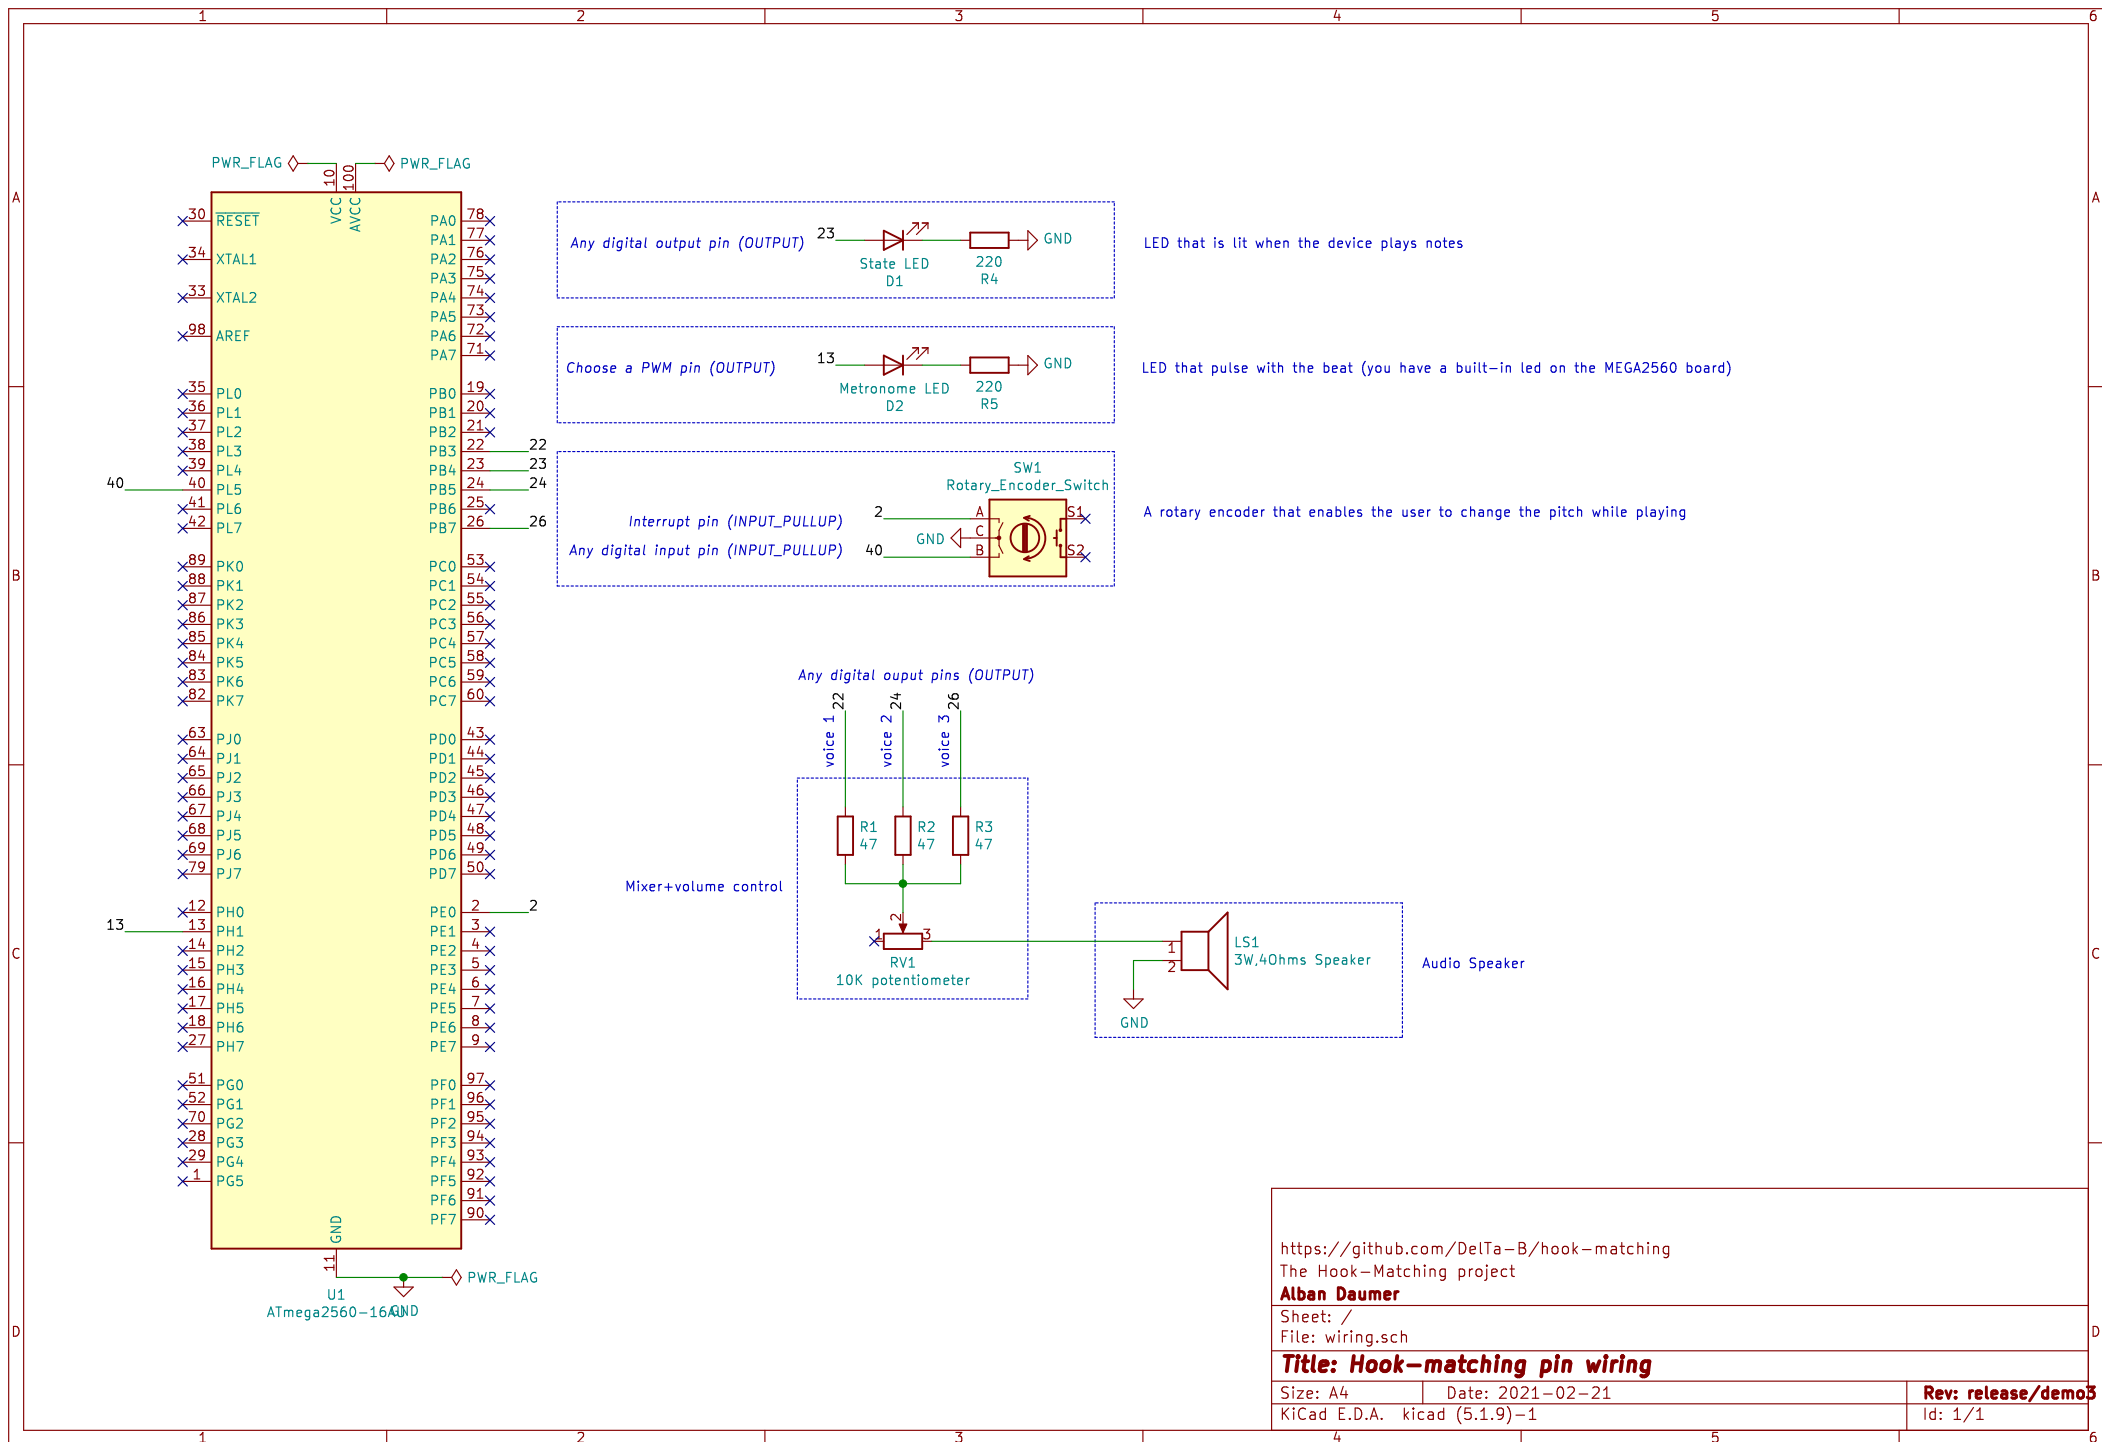 1 2 3 4 5 6
A
B
C
D
A
B
C
D
1 2 3 4 5 6
PWR_FLAG
PWR_FLAG
10
100
VCC
AVCC
30 RESET
34 XTAL1
33 XTAL2
98 AREF
35 PL0
36 PL1
37 PL2
38 PL3
39 PL4
40 40 PL5
41 PL6
42 PL7
89 PK0
88 PK1
87 PK2
86 PK3
85 PK4
84 PK5
83 PK6
82 PK7
63 PJ0
64 PJ1
65 PJ2
66 PJ3
67 PJ4
68 PJ5
69 PJ6
79 PJ7
12 PH0
13 13 PH1
14 PH2
15 PH3
16 PH4
17 PH5
18 PH6
27 PH7
51 PG0
52 PG1
70 PG2
28 PG3
29 PG4
1 PG5
PA0 78
PA1 77
PA2 76
PA3 75
PA4 74
PA5 73
PA6 72
PA7 71
PB0 19
PB1 20
PB2 21
PB3 22 22
PB4 23 23
PB5 24 24
PB6 25
PB7 26 26
PC0 53
PC1 54
PC2 55
PC3 56
PC4 57
PC5 58
PC6 59
PC7 60
PD0 43
PD1 44
PD2 45
PD3 46
PD4 47
PD5 48
PD6 49
PD7 50
PE0 2 2
PE1 3
PE2 4
PE3 5
PE4 6
PE5 7
PE6 8
PE7 9
PF0 97
PF1 96
PF2 95
PF3 94
PF4 93
PF5 92
PF6 91
PF7 90
GND
11
PWR_FLAG
U1
ATmega2560-16AU
GND
Any digital output pin (OUTPUT)
23
State LED
D1
220
R4
GND
LED that is lit when the device plays notes
Choose a PWM pin (OUTPUT)
13
Metronome LED
D2
220
R5
GND
LED that pulse with the beat (you have a built-in led on the MEGA2560 board)
SW1
Rotary_Encoder_Switch
Interrupt pin (INPUT_PULLUP)
2
A
S1
GND
C
Any digital input pin (INPUT_PULLUP)
40
B
S2
A rotary encoder that enables the user to change the pitch while playing
Any digital ouput pins (OUTPUT)
22
24
26
voice 1
voice 2
voice 3
R1
47
R2
47
R3
47
Mixer+volume control
2
1
3
RV1
10K potentiometer
1
2
LS1
3W,4Ohms Speaker
GND
Audio Speaker
https://github.com/DelTa-B/hook-matching
The Hook-Matching project
Alban Daumer
Sheet: /
File: wiring.sch
Title: Hook-matching pin wiring
Size: A4
Date: 2021-02-21
Rev: release/demo3
KiCad E.D.A. kicad (5.1.9)-1
Id: 1/1